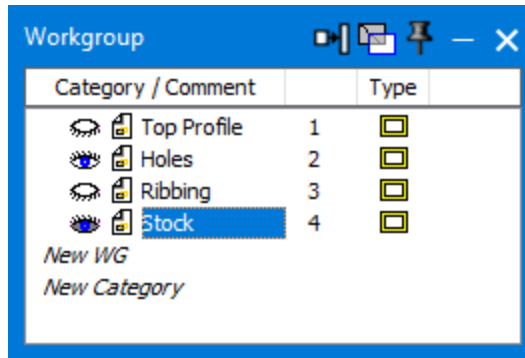 Workgroup
Category / Comment Type
Top Profile 1
Holes 2
Ribbing 3
Stock 4
New WG
New Category